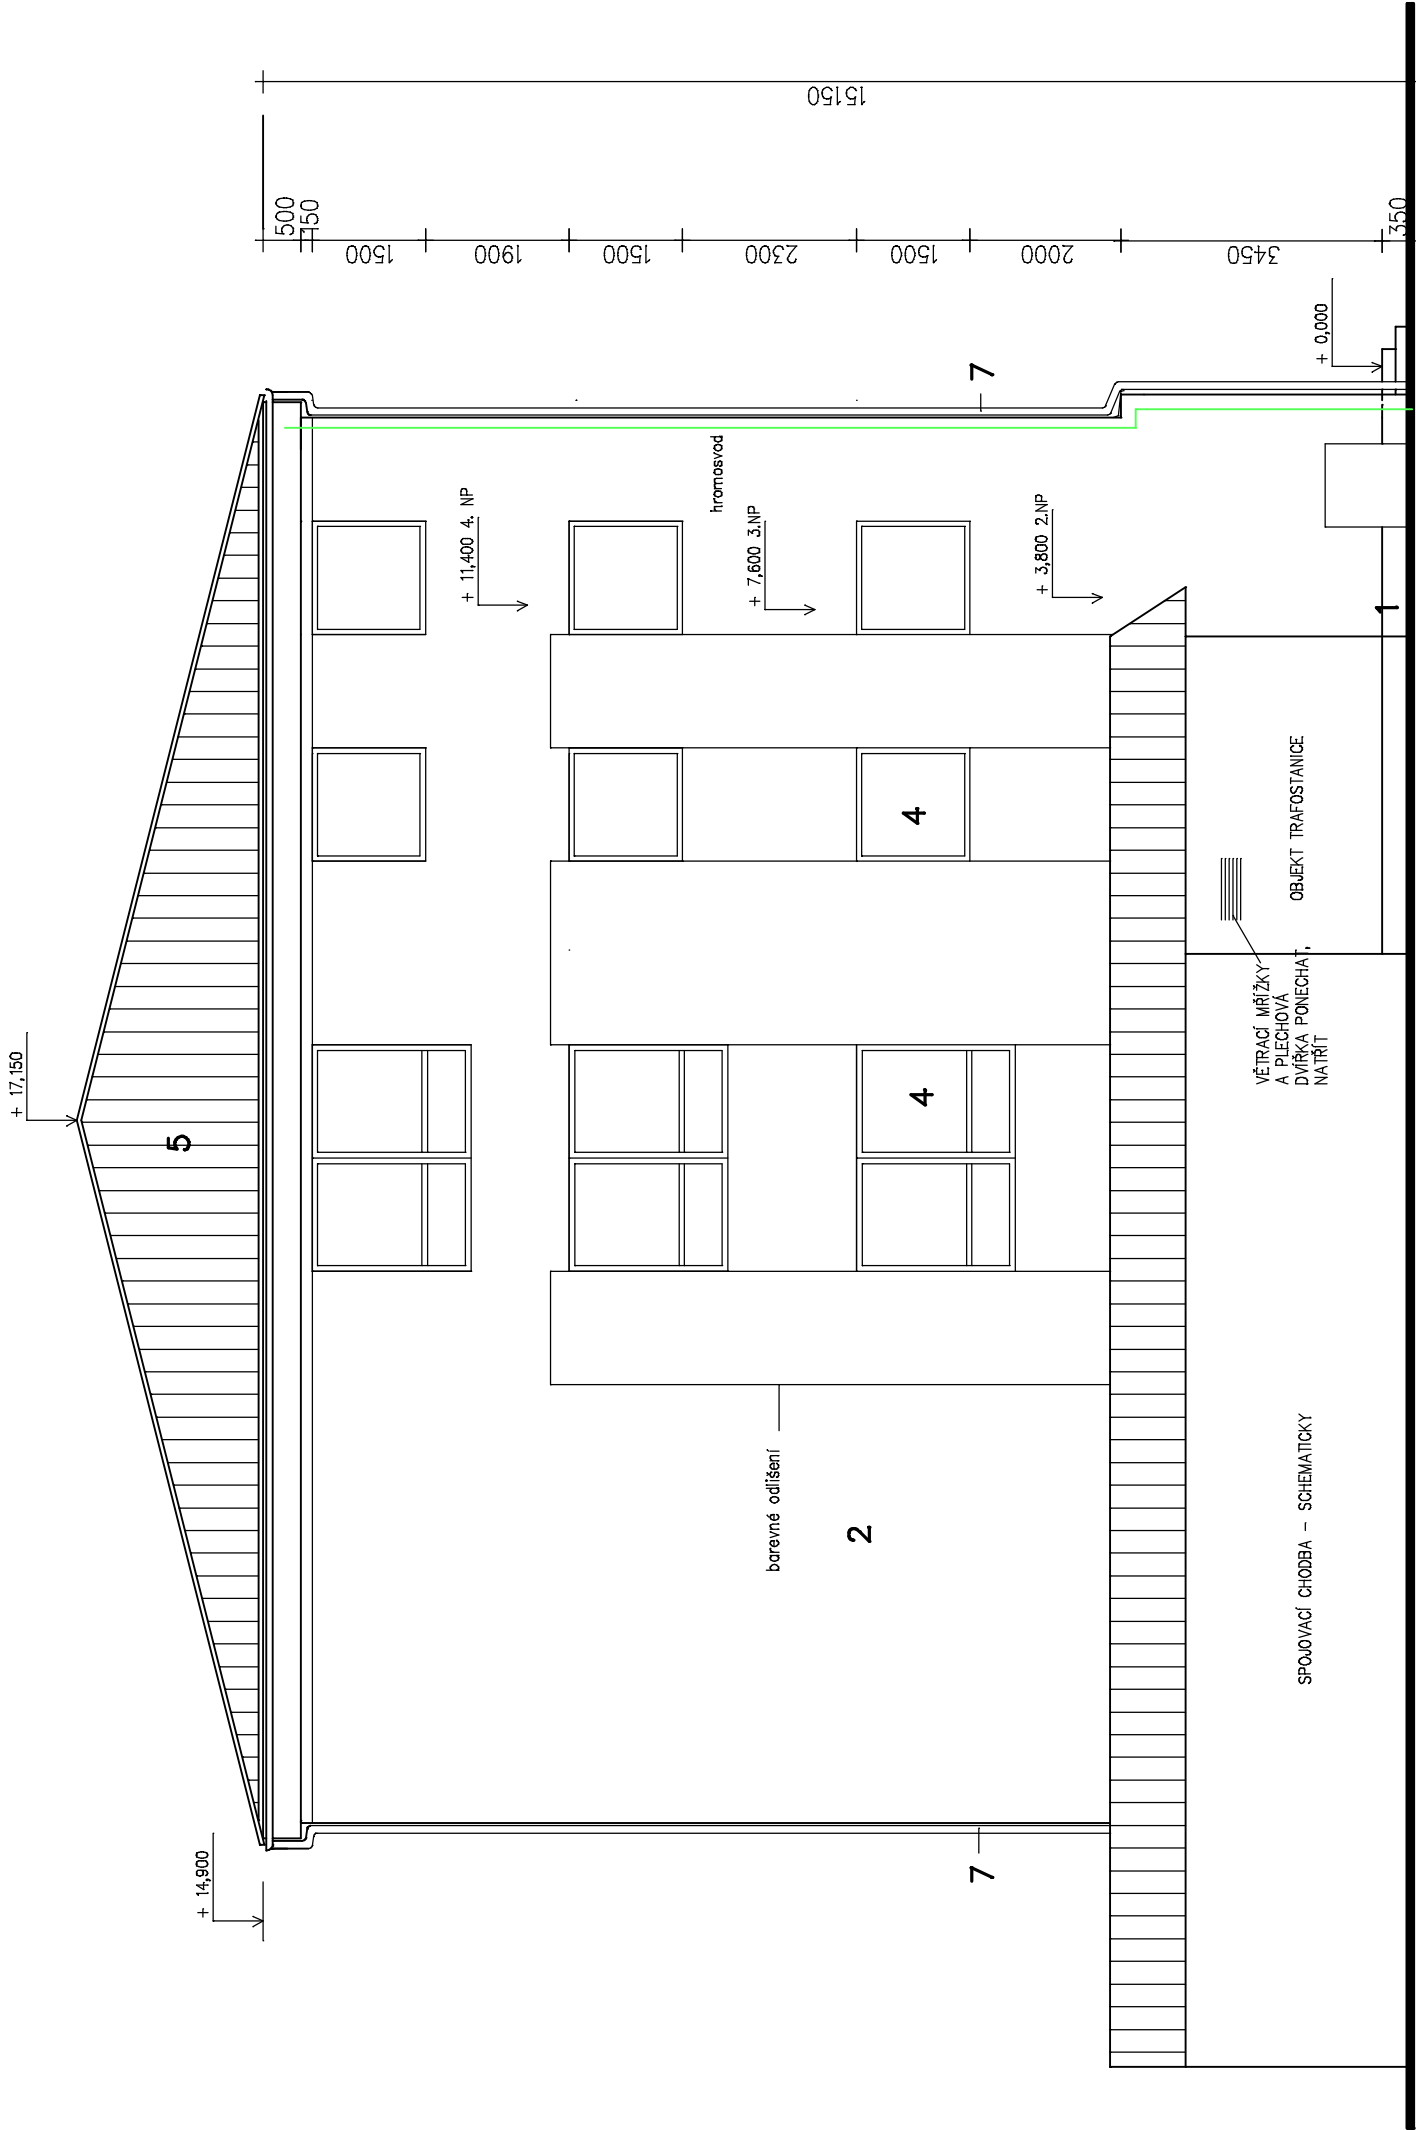 + 17,150
5
+ 14,900
15150
500
150
1500
1900
1500
2300
1500
2000
3450
350
+ 0,000
7
hromosvod
+ 11,400 4. NP
+ 7,600 3.NP
+ 3,800 2.NP
4
4
barevné odlišení
2
7
1
OBJEKT TRAFOSTANICE
VĚTRACÍ MŘÍŽKY
A PLECHOVÁ
DVÍŘKA PONECHAT,
NATŘÍT
SPOJOVACÍ CHODBA – SCHEMATICKY